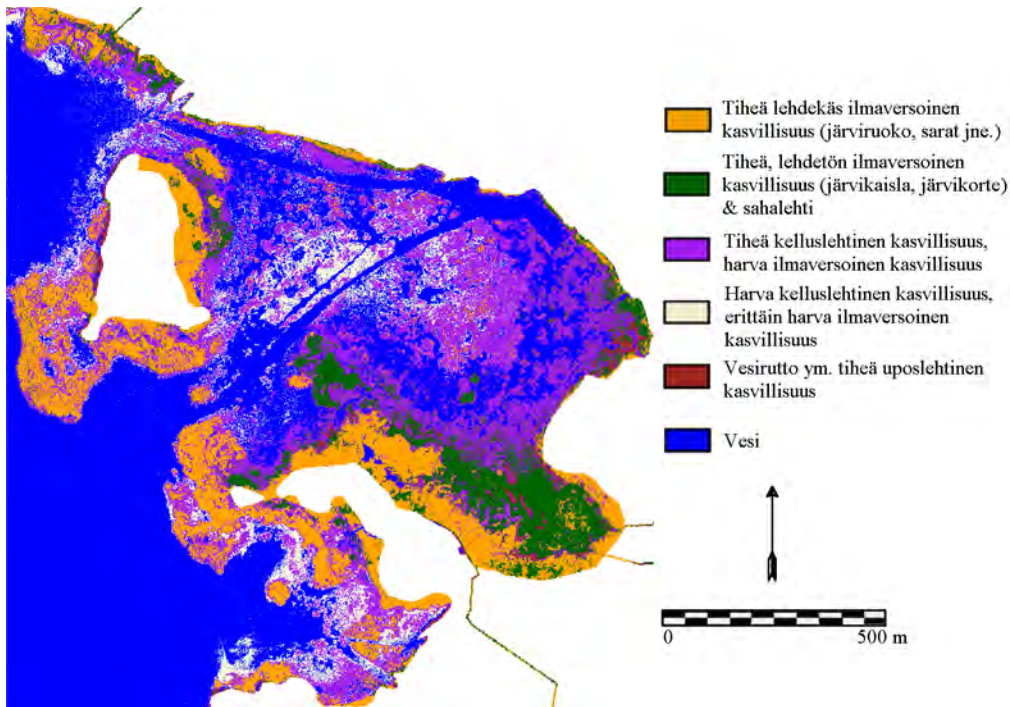 Tiheä lehdekäs ilmaversoinen
kasvillisuus (järviruoko, sarat jne.)
Tiheä, lehdetön ilmaversoinen
kasvillisuus (järvikaisla, järvikorte)
& sahalehti
Tiheä kelluslehtinen kasvillisuus,
harva ilmaversoinen kasvillisuus
Harva kelluslehtinen kasvillisuus,
erittäin harva ilmaversoinen
kasvillisuus
Vesirutto ym. tiheä uposlehtinen
kasvillisuus
Vesi
0 500 m